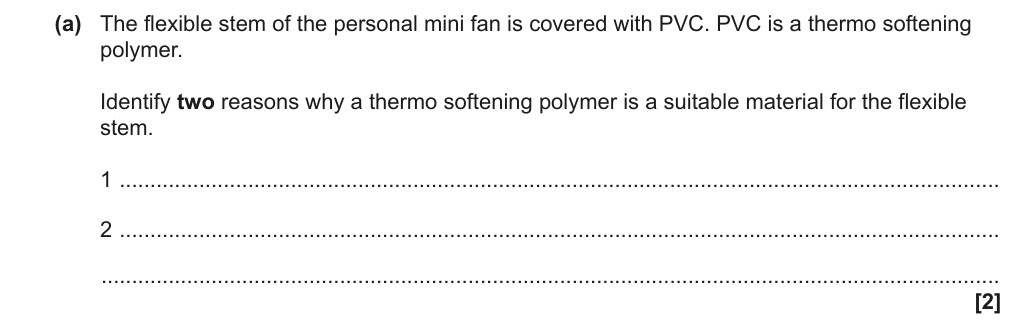 (a) The flexible stem of the personal mini fan is covered with PVC. PVC is a thermo softening
polymer.
Identify two reasons why a thermo softening polymer is a suitable material for the flexible
stem.
1 ....................................................................................................
2 ....................................................................................................
....................................................................................................
[2]